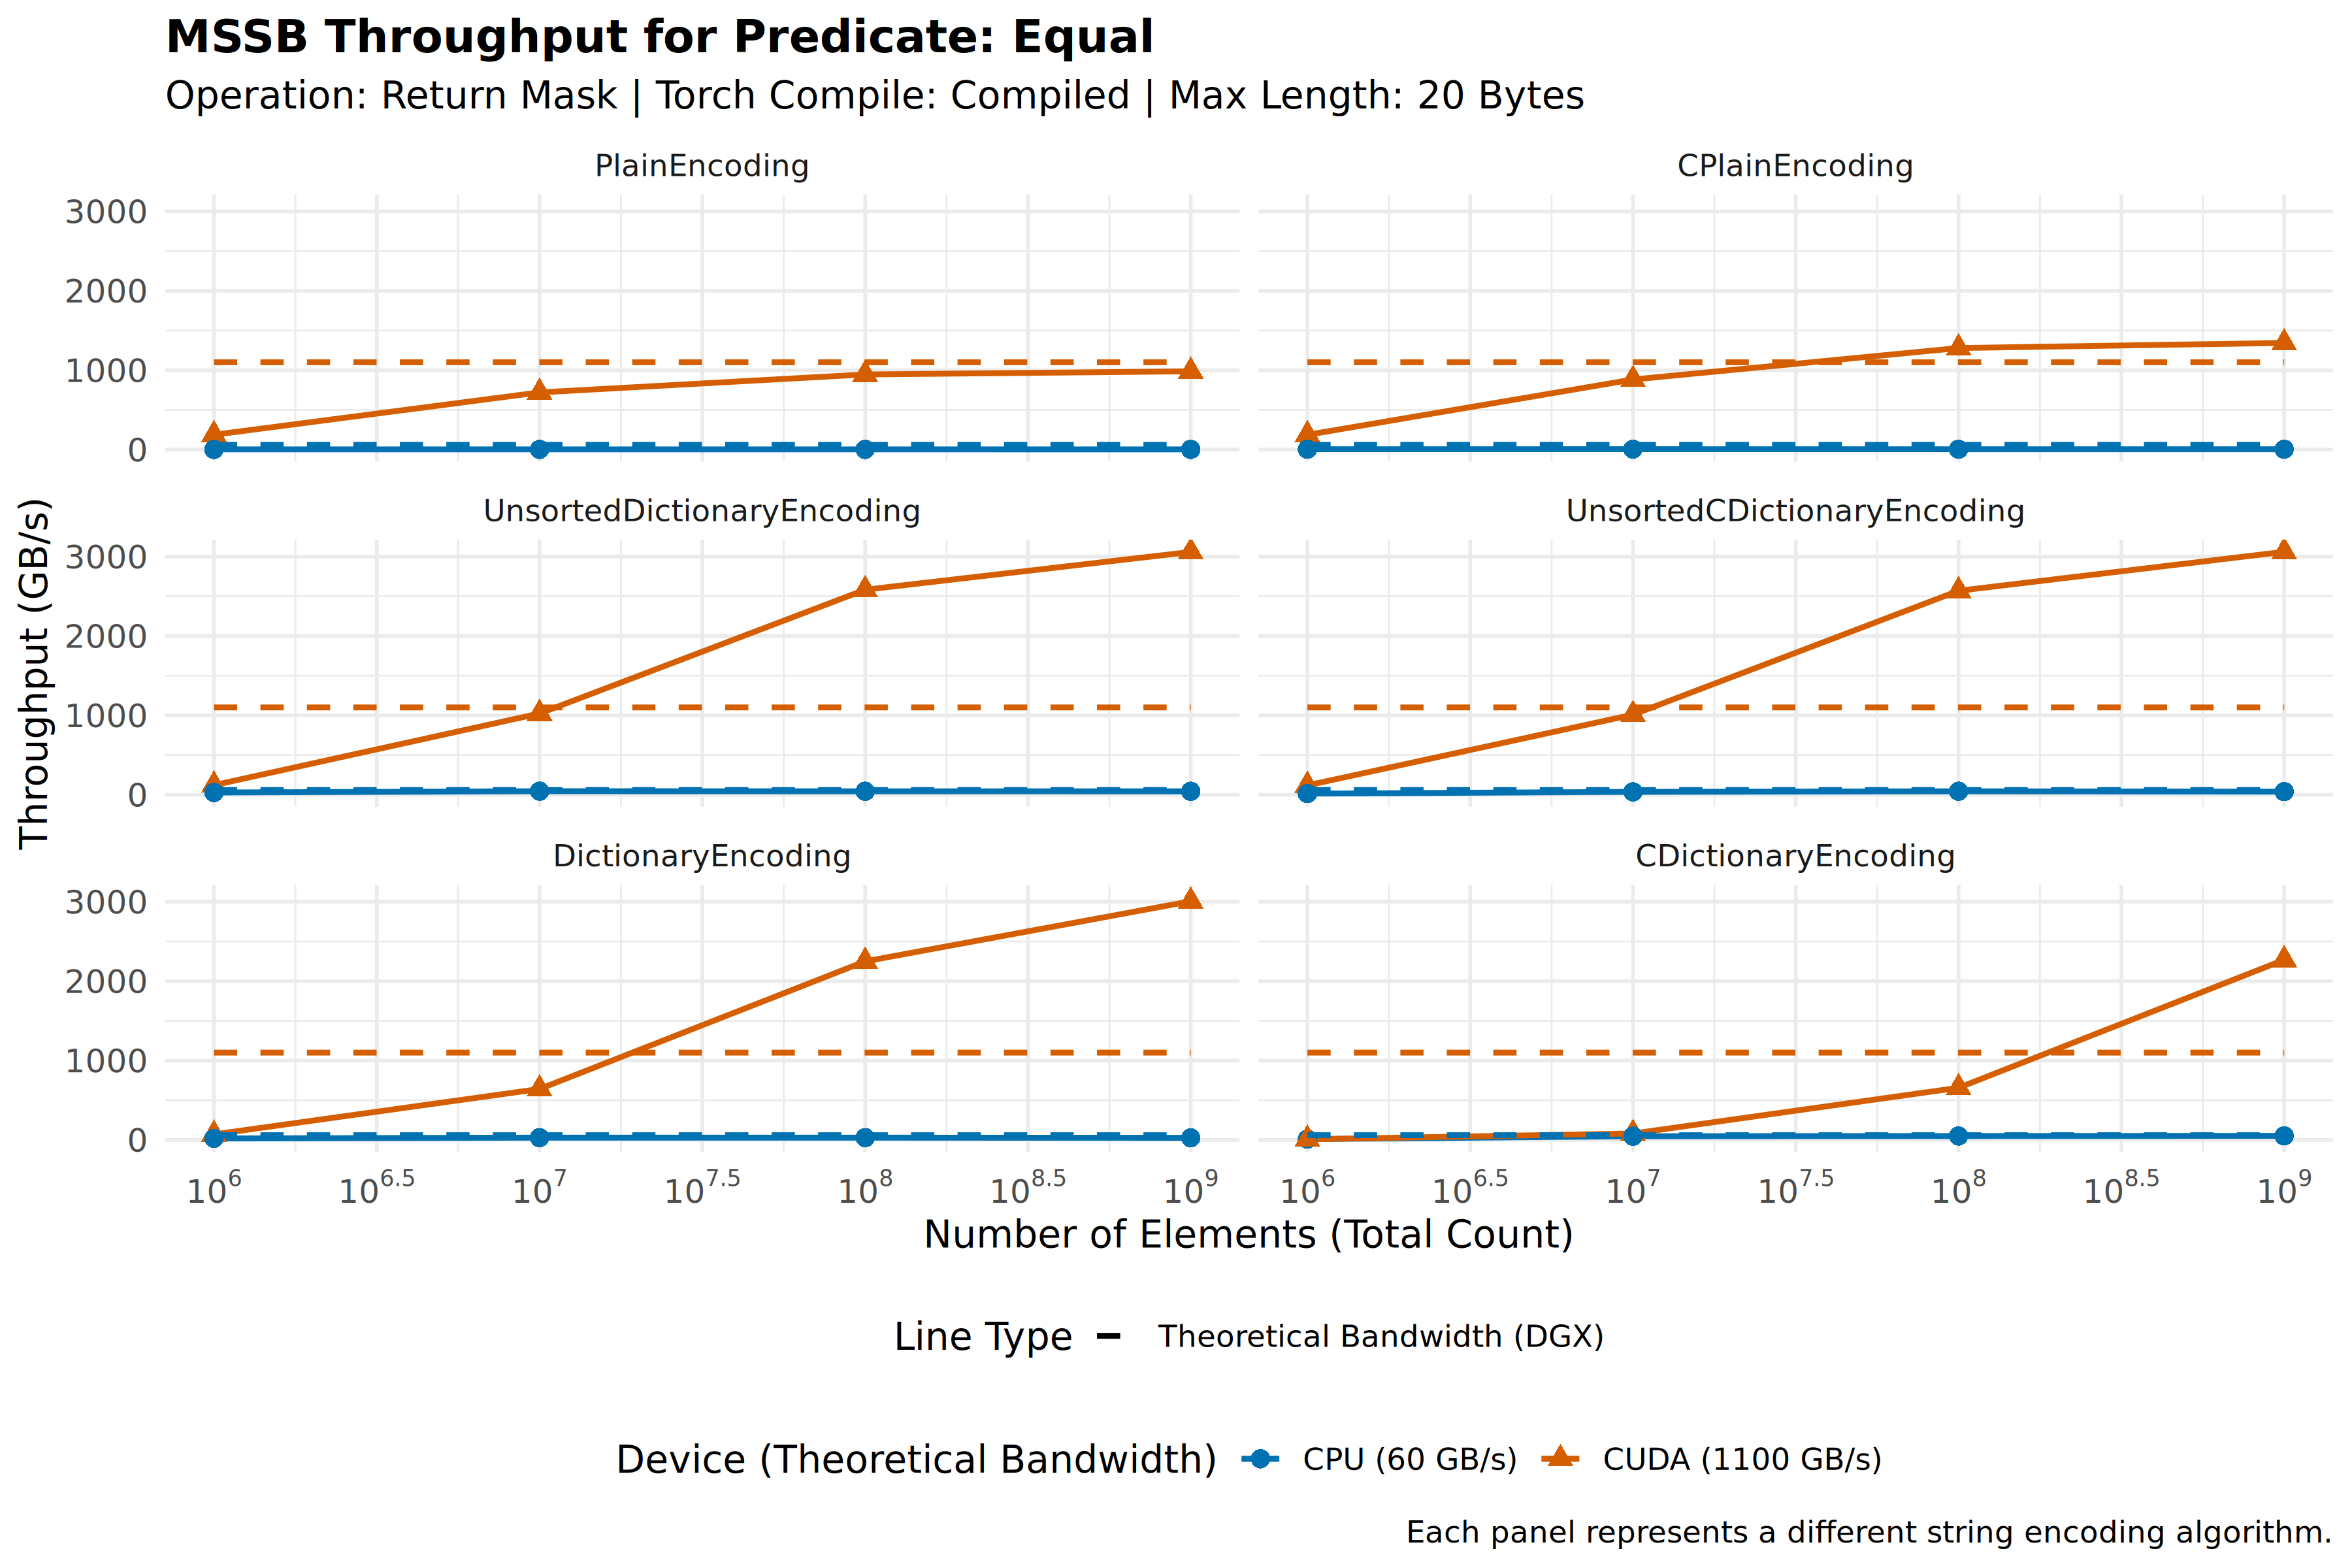 MSSB Throughput for Predicate: Equal
Operation: Return Mask | Torch Compile: Compiled | Max Length: 20 Bytes
PlainEncoding
CPlainEncoding
3000
2000
1000
0
UnsortedDictionaryEncoding
UnsortedCDictionaryEncoding
3000
2000
1000
0
DictionaryEncoding
CDictionaryEncoding
3000
2000
1000
0
Throughput (GB/s)
10^6 10^6.5 10^7 10^7.5 10^8 10^8.5 10^9
10^6 10^6.5 10^7 10^7.5 10^8 10^8.5 10^9
Number of Elements (Total Count)
Line Type Theoretical Bandwidth (DGX)
Device (Theoretical Bandwidth) CPU (60 GB/s) CUDA (1100 GB/s)
Each panel represents a different string encoding algorithm.